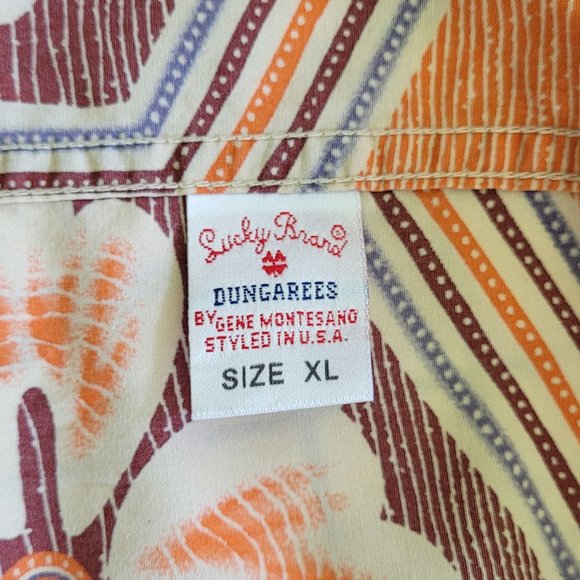 Lucky Brand®
DUNGAREES
BY GENE MONTESANO
STYLED IN U.S.A.
SIZE XL